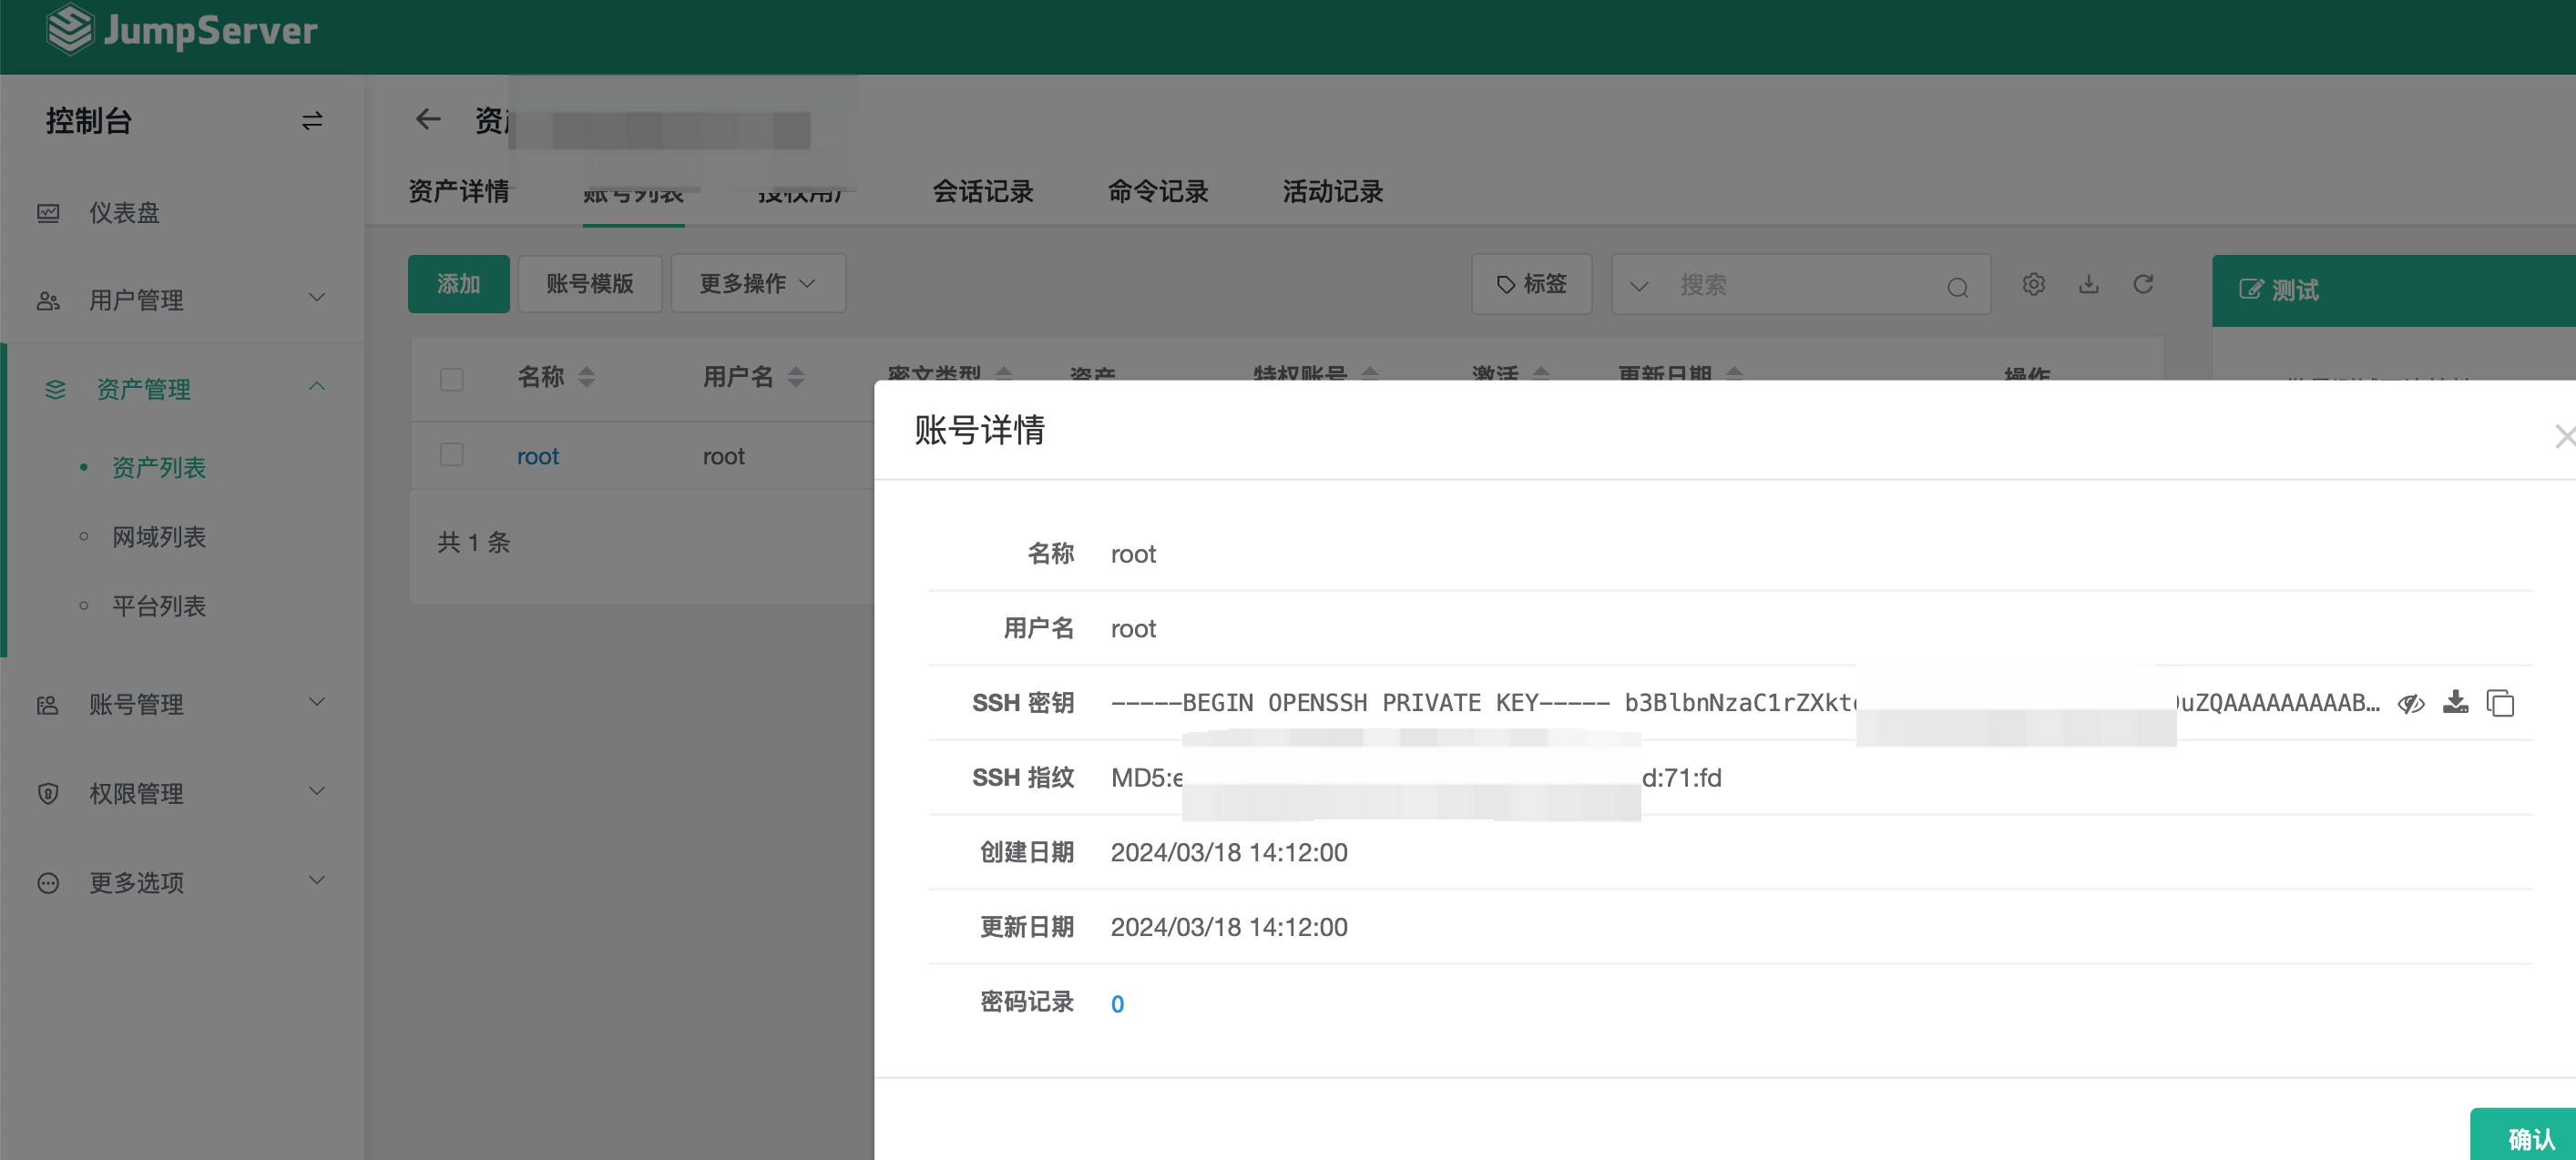 JumpServer
控制台
资产
资产详情
账号列表
授权用户
会话记录
命令记录
活动记录
仪表盘
用户管理
资产管理
资产列表
网域列表
平台列表
账号管理
权限管理
更多选项
添加
账号模版
更多操作
标签
搜索
测试
名称
用户名
密文类型
资产
特权账号
激活
更新日期
操作
root
root
共 1 条
账号详情
名称 root
用户名 root
SSH 密钥 -----BEGIN OPENSSH PRIVATE KEY----- b3BlbnNzaC1rZXkt uZQAAAAAAAAAB...
SSH 指纹 MD5:e d:71:fd
创建日期 2024/03/18 14:12:00
更新日期 2024/03/18 14:12:00
密码记录 0
确认